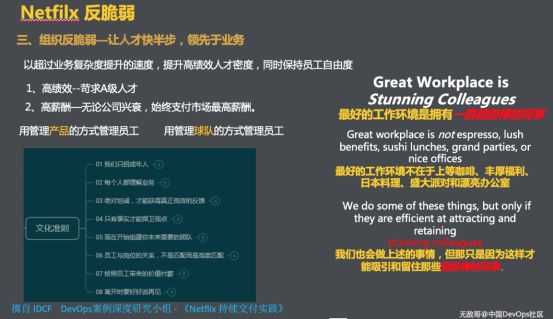 Netfilx 反脆弱
三、组织反脆弱—让人才快半步，领先于业务
以超过业务复杂度提升的速度，提升高绩效人才密度，同时保持员工自由度
1、高绩效--苛求A级人才
2、高薪酬—无论公司兴衰，始终支付市场最高薪酬。
用管理产品的方式管理员工
用管理球队的方式管理员工
文化准则
01 我们只招成年人
02 每个人都理解业务
03 绝对坦诚，才能获得真正高效的反馈
04 只有事实才能捍卫观点
05 现在开始组建你未来需要的团队
06 员工与岗位的关系，不是匹配而是高度匹配
07 按照员工带来的价值付薪
08 离开时要好好说再见
Great Workplace is
Stunning Colleagues
最好的工作环境是拥有一群超级棒的同事
Great workplace is not espresso, lush
benefits, sushi lunches, grand parties, or
nice offices
最好的工作环境不在于上等咖啡、丰厚福利、
日本料理、盛大派对和漂亮办公室
We do some of these things, but only if
they are efficient at attracting and
retaining
stunning colleagues
我们也会做上述的事情，但那只是因为这样才
能吸引和留住那些超级棒的同事.
摘自 IDCF DevOps案例深度研究小组 - 《Netflix 持续交付实践》
无敌哥@中国DevOps社区